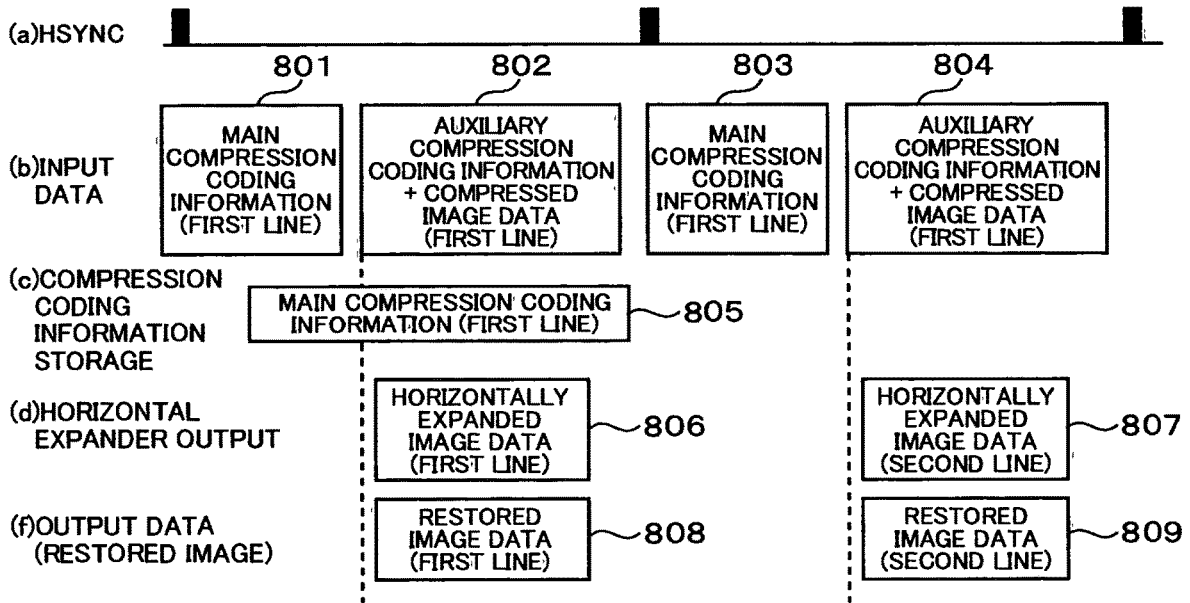 (a)HSYNC
801
802
803
804
(b)INPUT
DATA
MAIN
COMPRESSION
CODING
INFORMATION
(FIRST LINE)
AUXILIARY
COMPRESSION
CODING INFORMATION
+ COMPRESSED
IMAGE DATA
(FIRST LINE)
MAIN
COMPRESSION
CODING
INFORMATION
(FIRST LINE)
AUXILIARY
COMPRESSION
CODING INFORMATION
+ COMPRESSED
IMAGE DATA
(FIRST LINE)
(c)COMPRESSION
CODING
INFORMATION
STORAGE
MAIN COMPRESSION CODING
INFORMATION (FIRST LINE)
805
(d)HORIZONTAL
EXPANDER OUTPUT
HORIZONTALLY
EXPANDED
IMAGE DATA
(FIRST LINE)
806
HORIZONTALLY
EXPANDED
IMAGE DATA
(SECOND LINE)
807
(f)OUTPUT DATA
(RESTORED IMAGE)
RESTORED
IMAGE DATA
(FIRST LINE)
808
RESTORED
IMAGE DATA
(SECOND LINE)
809